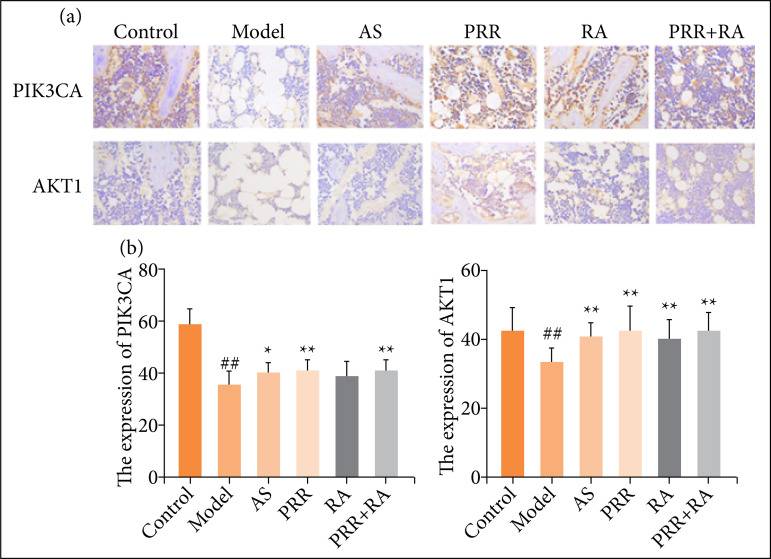 (a)
Control Model AS PRR RA PRR+RA
PIK3CA
AKT1
(b)
The expression of PIK3CA
80
60
40
20
0
##
*
**
**
Control Model AS PRR RA PRR+RA
The expression of AKT1
60
40
20
0
##
**
**
**
**
Control Model AS PRR RA PRR+RA